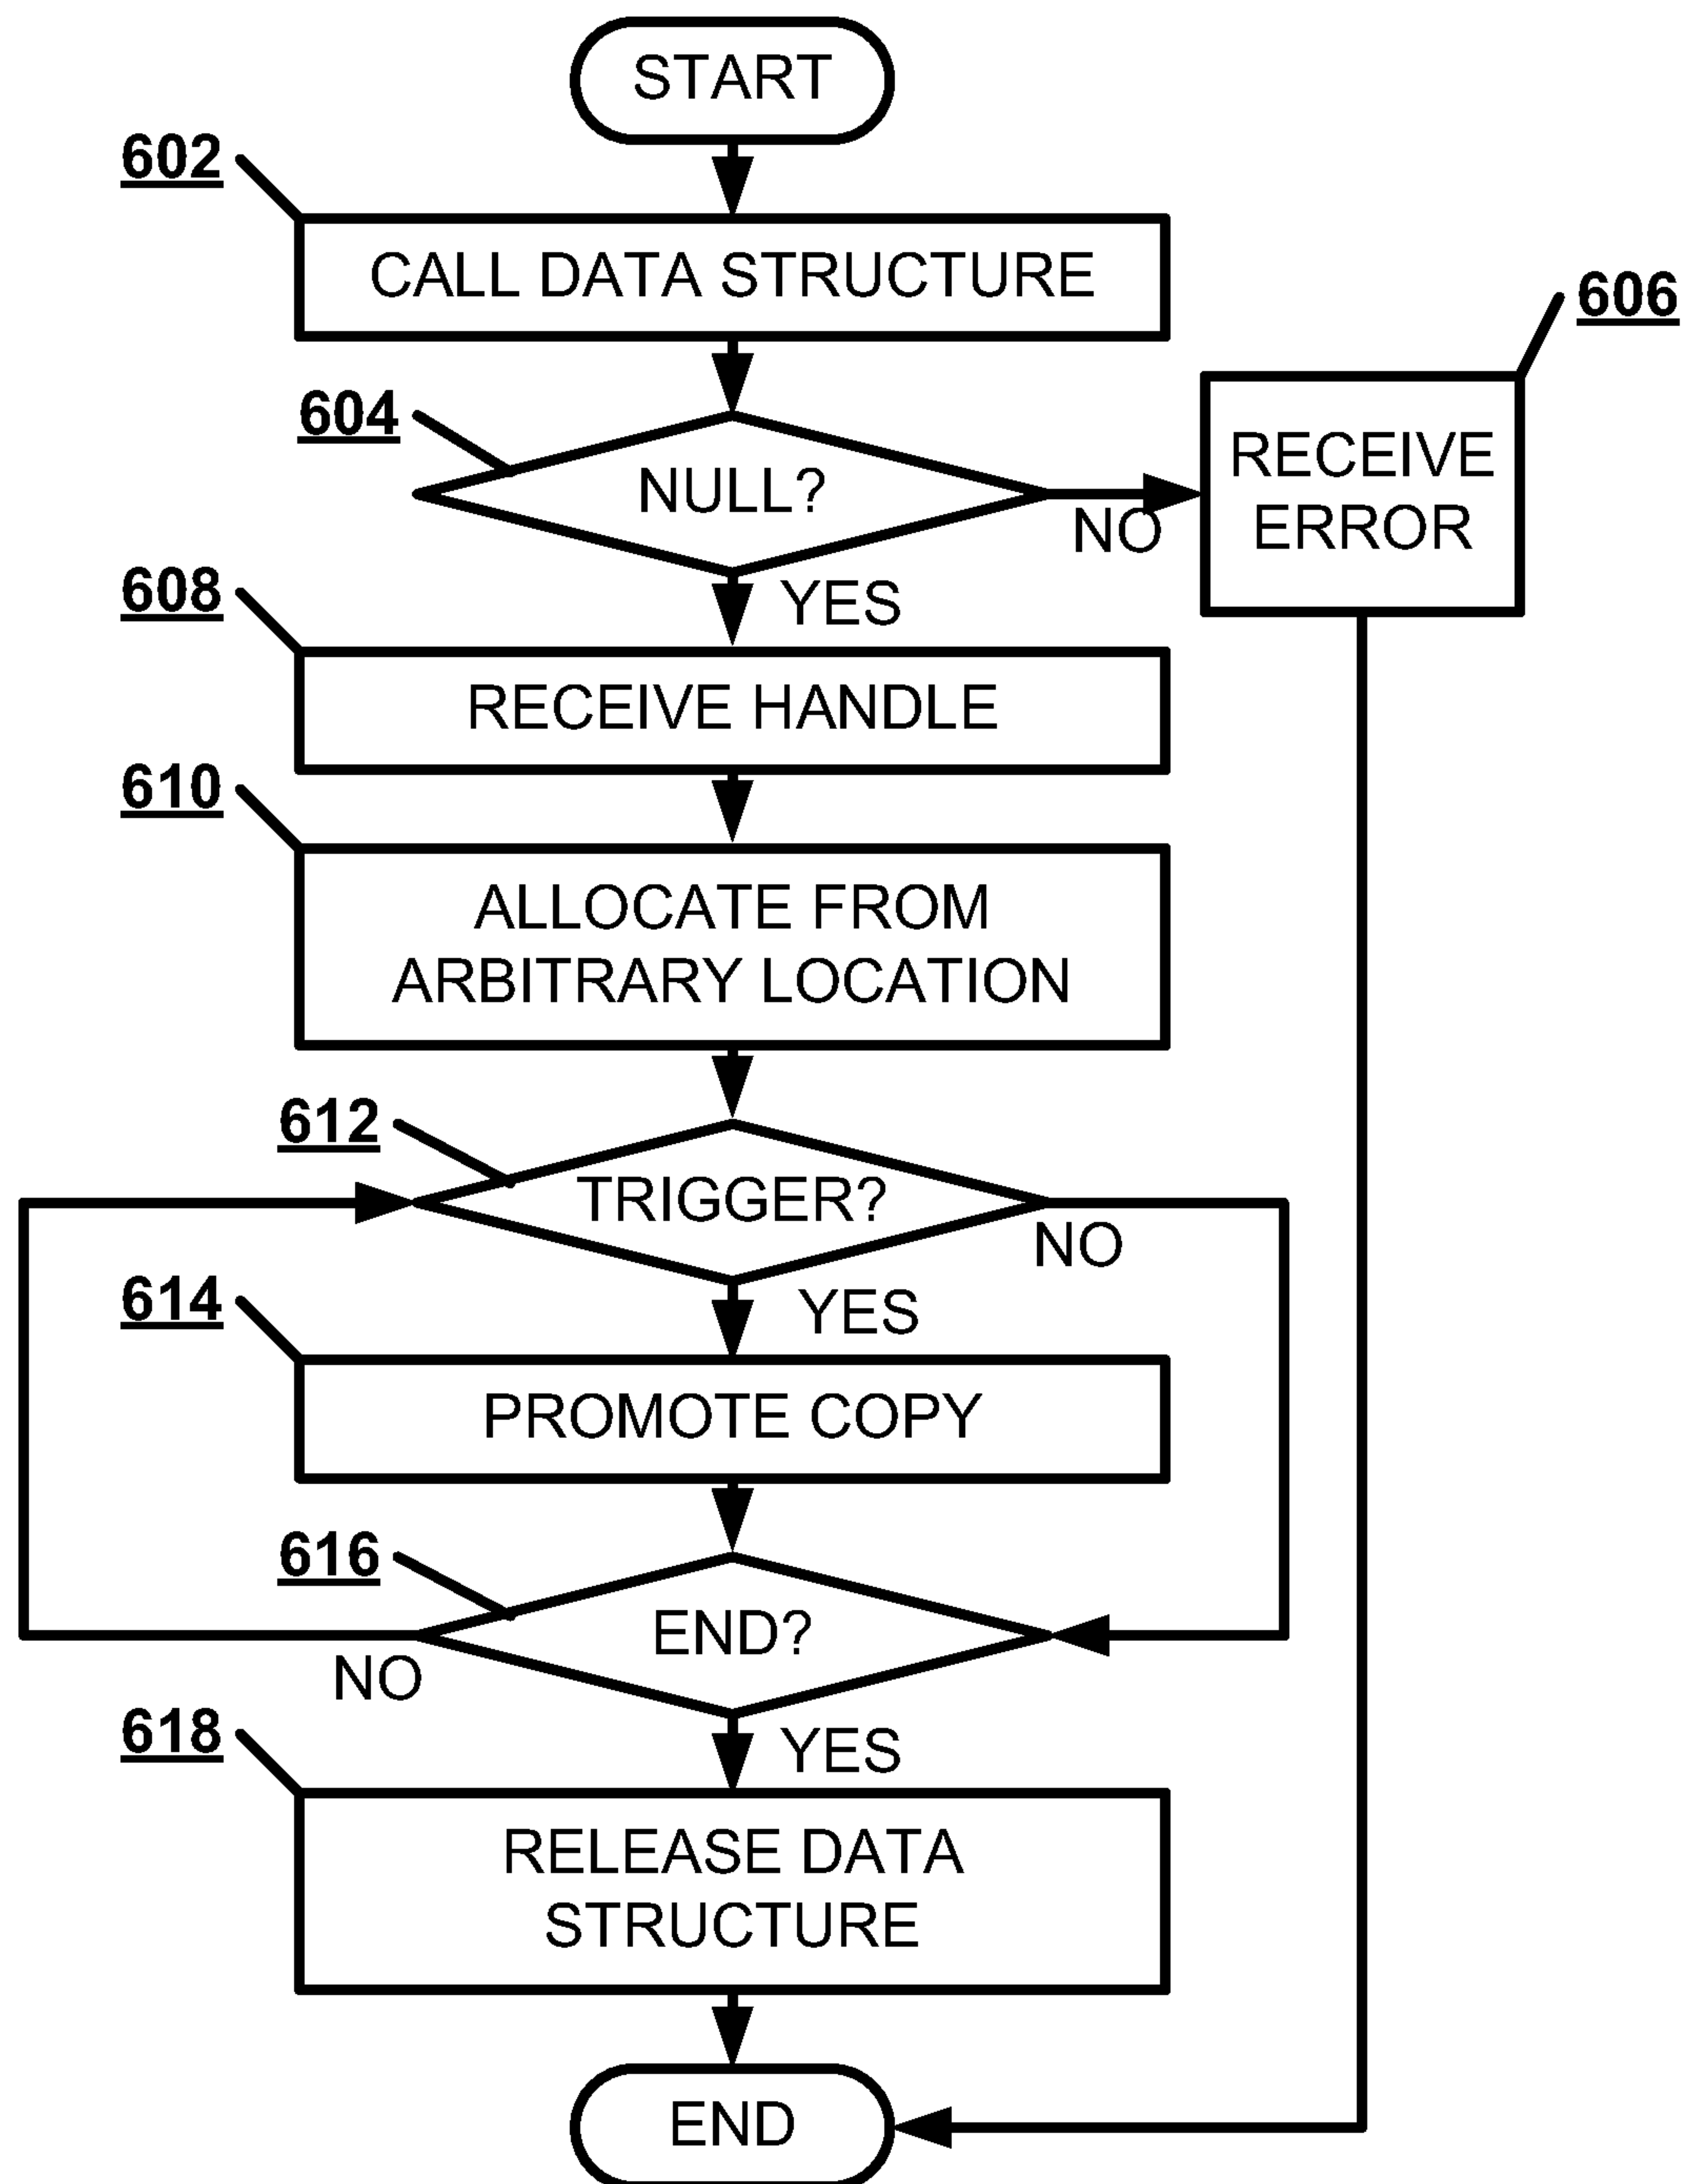 START
602
CALL DATA STRUCTURE
606
604
NULL?
RECEIVE
ERROR
NO
YES
608
RECEIVE HANDLE
610
ALLOCATE FROM
ARBITRARY LOCATION
612
TRIGGER?
NO
YES
614
PROMOTE COPY
616
END?
NO
YES
618
RELEASE DATA
STRUCTURE
END